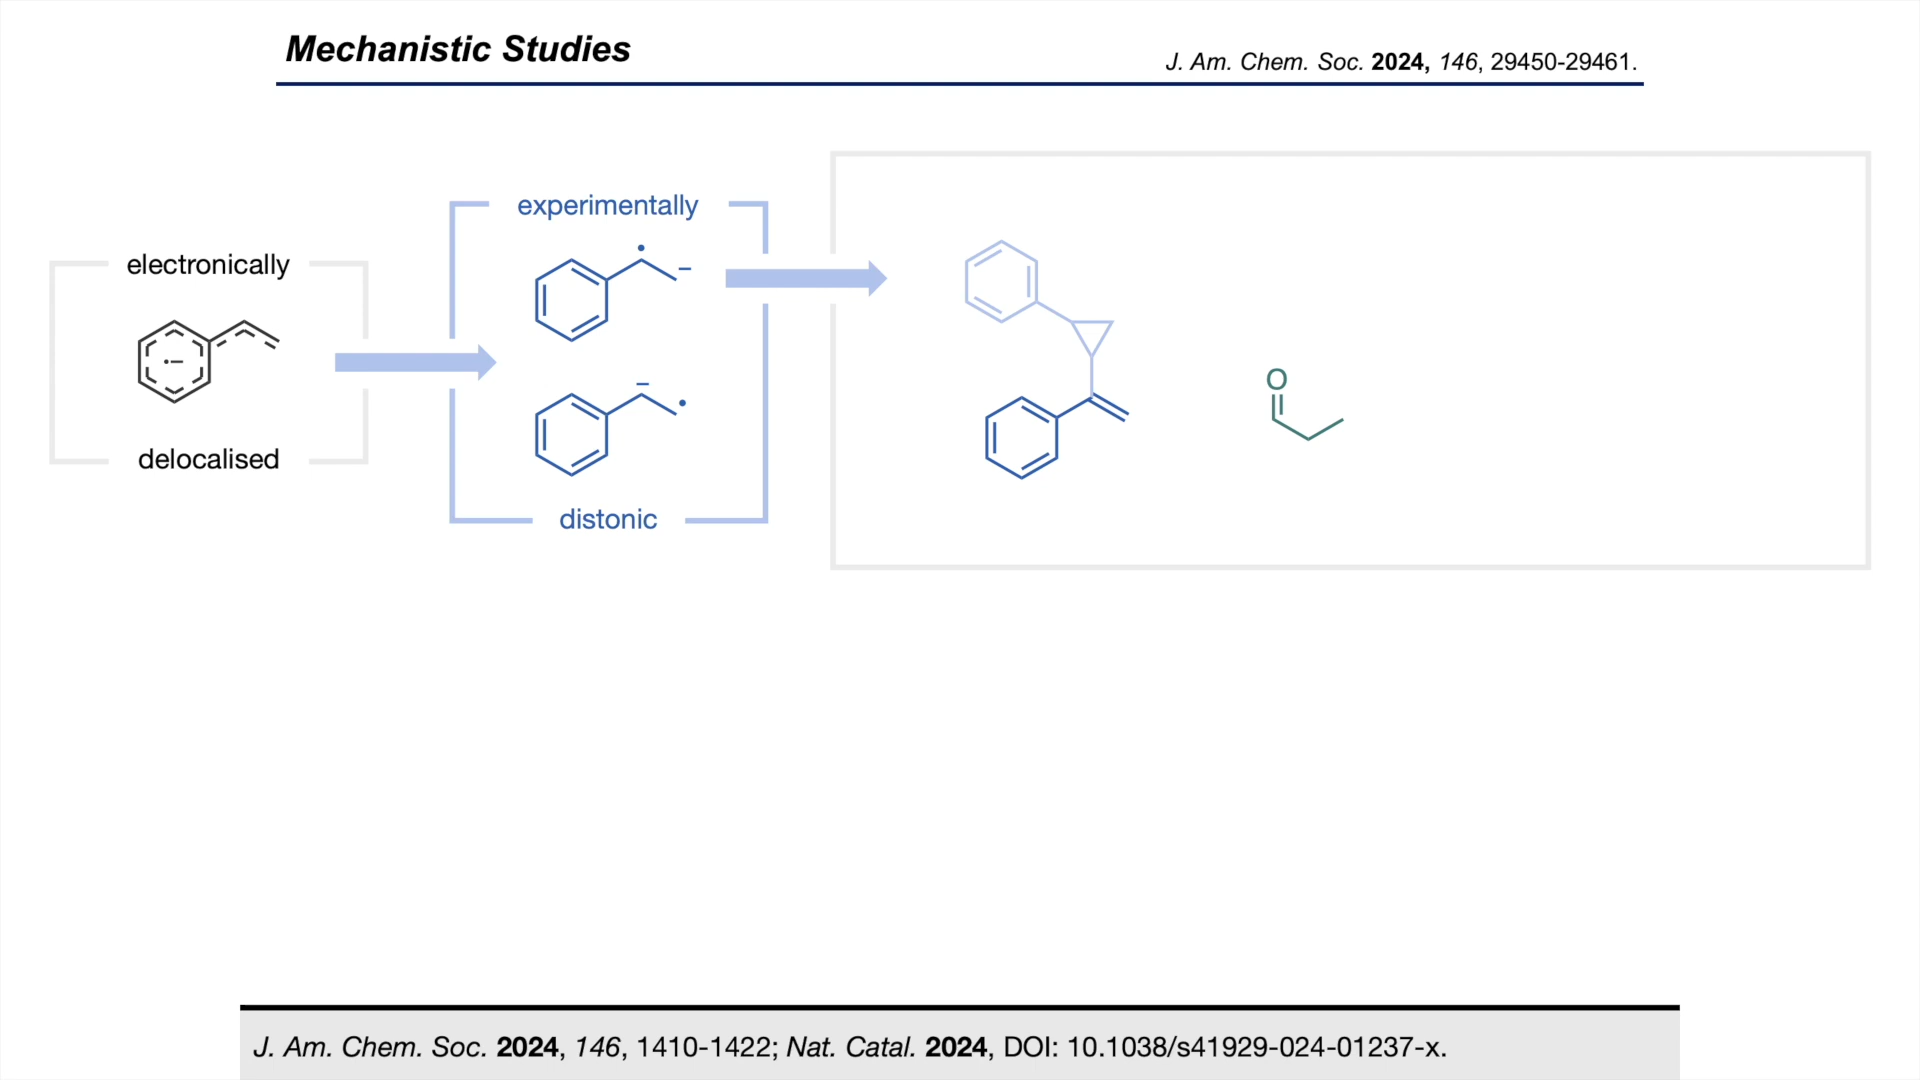 Mechanistic Studies
J. Am. Chem. Soc. 2024, 146, 29450-29461.
electronically
delocalised
experimentally
distonic
O
J. Am. Chem. Soc. 2024, 146, 1410-1422; Nat. Catal. 2024, DOI: 10.1038/s41929-024-01237-x.